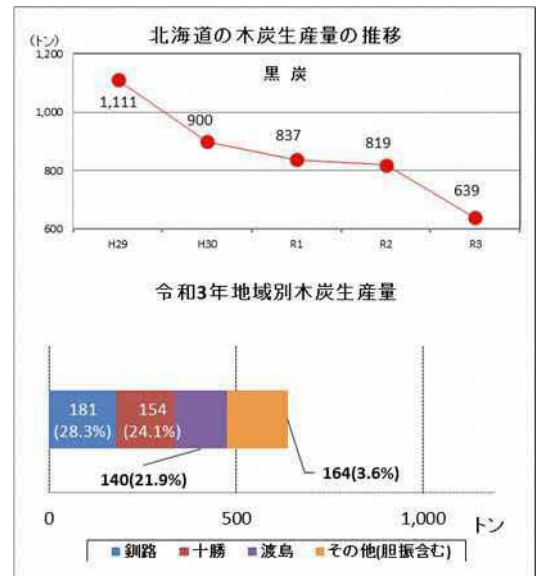 北海道の木炭生産量の推移
(トン)
1,200
黒 炭
1,111
900
837
819
639
1,000
800
600
H29 H30 R1 R2 R3
令和3年地域別木炭生産量
181
(28.3%)
154
(24.1%)
140(21.9%)
164(3.6%)
0 500 1,000 トン
釧路 十勝 渡島 その他(胆振含む)